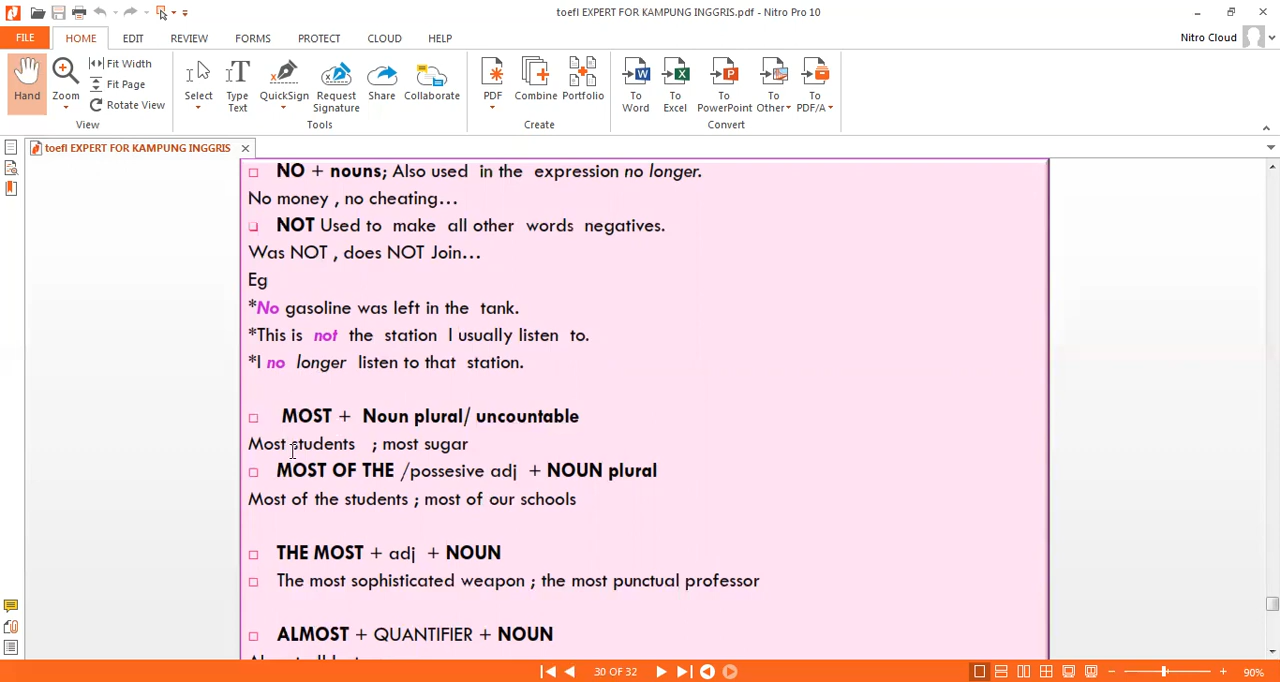 toefl EXPERT FOR KAMPUNG INGGRIS.pdf - Nitro Pro 10
FILE HOME EDIT REVIEW FORMS PROTECT CLOUD HELP Nitro Cloud
Hand Zoom Fit Width Fit Page Rotate View Select Type Text QuickSign Request Signature Share Collaborate PDF Combine Portfolio To Word To Excel To PowerPoint To Other To PDF/A
View Tools Create Convert
toefl EXPERT FOR KAMPUNG INGGRIS
NO + nouns; Also used in the expression no longer.
No money , no cheating…
NOT Used to make all other words negatives.
Was NOT , does NOT Join…
Eg
*No gasoline was left in the tank.
*This is not the station I usually listen to.
*I no longer listen to that station.
MOST + Noun plural/ uncountable
Most students ; most sugar
MOST OF THE /possesive adj + NOUN plural
Most of the students ; most of our schools
THE MOST + adj + NOUN
The most sophisticated weapon ; the most punctual professor
ALMOST + QUANTIFIER + NOUN
30 OF 32 90%